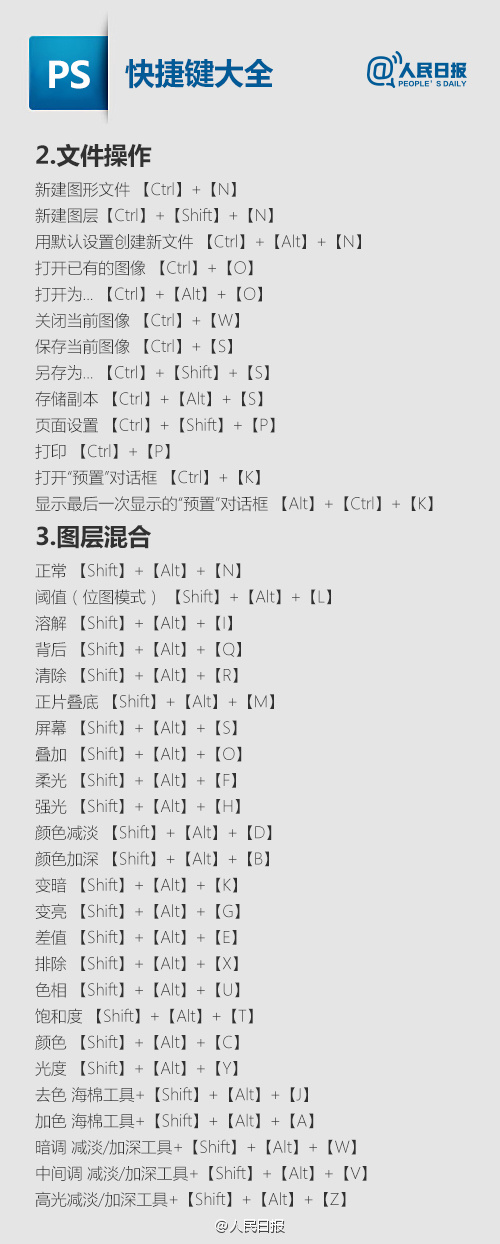 PS
快捷键大全
@人民日报
PEOPLE'S DAILY
2.文件操作
新建图形文件 【Ctrl】+【N】
新建图层【Ctrl】+【Shift】+【N】
用默认设置创建新文件 【Ctrl】+【Alt】+【N】
打开已有的图像 【Ctrl】+【O】
打开为... 【Ctrl】+【Alt】+【O】
关闭当前图像 【Ctrl】+【W】
保存当前图像 【Ctrl】+【S】
另存为... 【Ctrl】+【Shift】+【S】
存储副本 【Ctrl】+【Alt】+【S】
页面设置 【Ctrl】+【Shift】+【P】
打印 【Ctrl】+【P】
打开“预置”对话框 【Ctrl】+【K】
显示最后一次显示的“预置”对话框 【Alt】+【Ctrl】+【K】
3.图层混合
正常 【Shift】+【Alt】+【N】
阈值（位图模式） 【Shift】+【Alt】+【L】
溶解 【Shift】+【Alt】+【I】
背后 【Shift】+【Alt】+【Q】
清除 【Shift】+【Alt】+【R】
正片叠底 【Shift】+【Alt】+【M】
屏幕 【Shift】+【Alt】+【S】
叠加 【Shift】+【Alt】+【O】
柔光 【Shift】+【Alt】+【F】
强光 【Shift】+【Alt】+【H】
颜色减淡 【Shift】+【Alt】+【D】
颜色加深 【Shift】+【Alt】+【B】
变暗 【Shift】+【Alt】+【K】
变亮 【Shift】+【Alt】+【G】
差值 【Shift】+【Alt】+【E】
排除 【Shift】+【Alt】+【X】
色相 【Shift】+【Alt】+【U】
饱和度 【Shift】+【Alt】+【T】
颜色 【Shift】+【Alt】+【C】
光度 【Shift】+【Alt】+【Y】
去色 海棉工具+【Shift】+【Alt】+【J】
加色 海棉工具+【Shift】+【Alt】+【A】
暗调 减淡/加深工具+【Shift】+【Alt】+【W】
中间调 减淡/加深工具+【Shift】+【Alt】+【V】
高光减淡/加深工具+【Shift】+【Alt】+【Z】
@人民日报